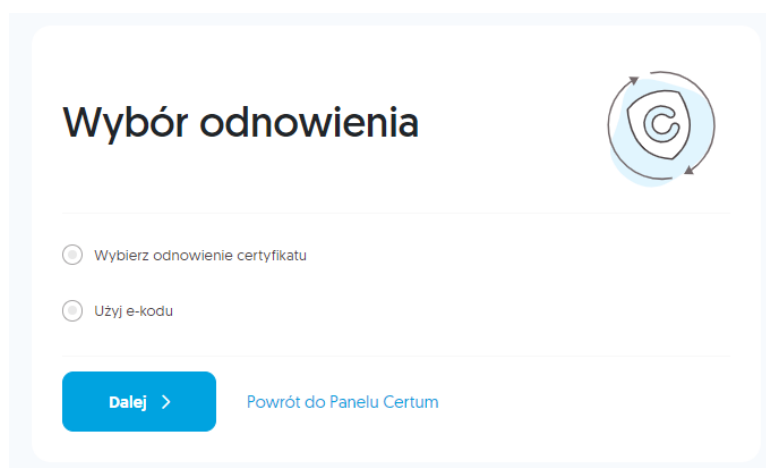 Wybór odnowienia
Wybierz odnowienie certyfikatu
Użyj e-kodu
Dalej
Powrót do Panelu Certum